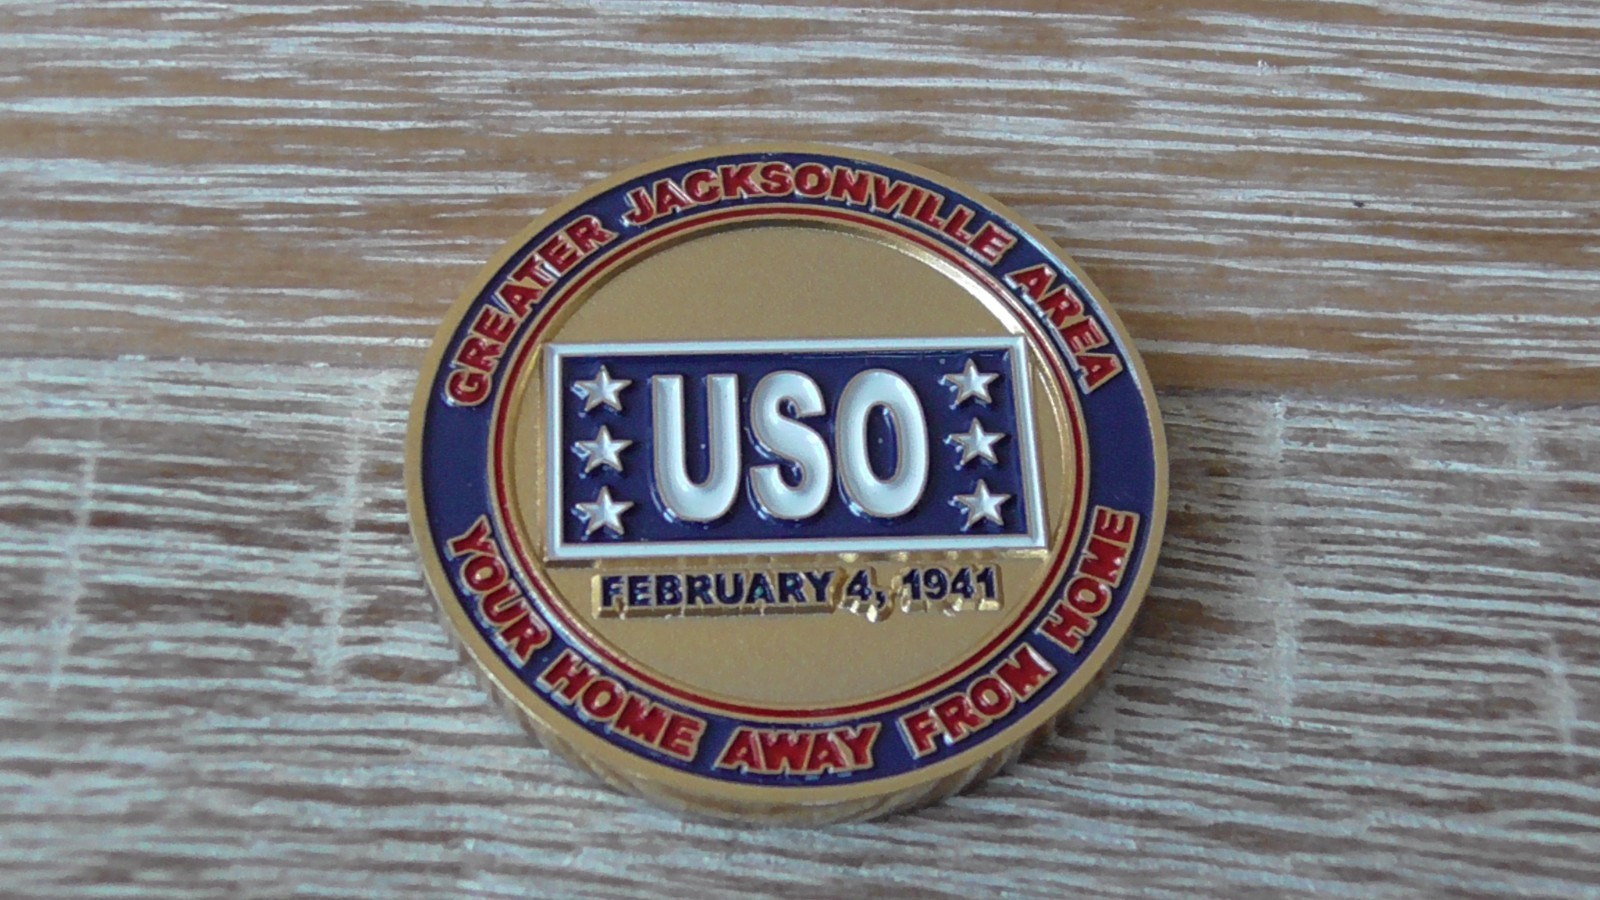 GREATER JACKSONVILLE AREA
USO
FEBRUARY 4, 1941
YOUR HOME AWAY FROM HOME